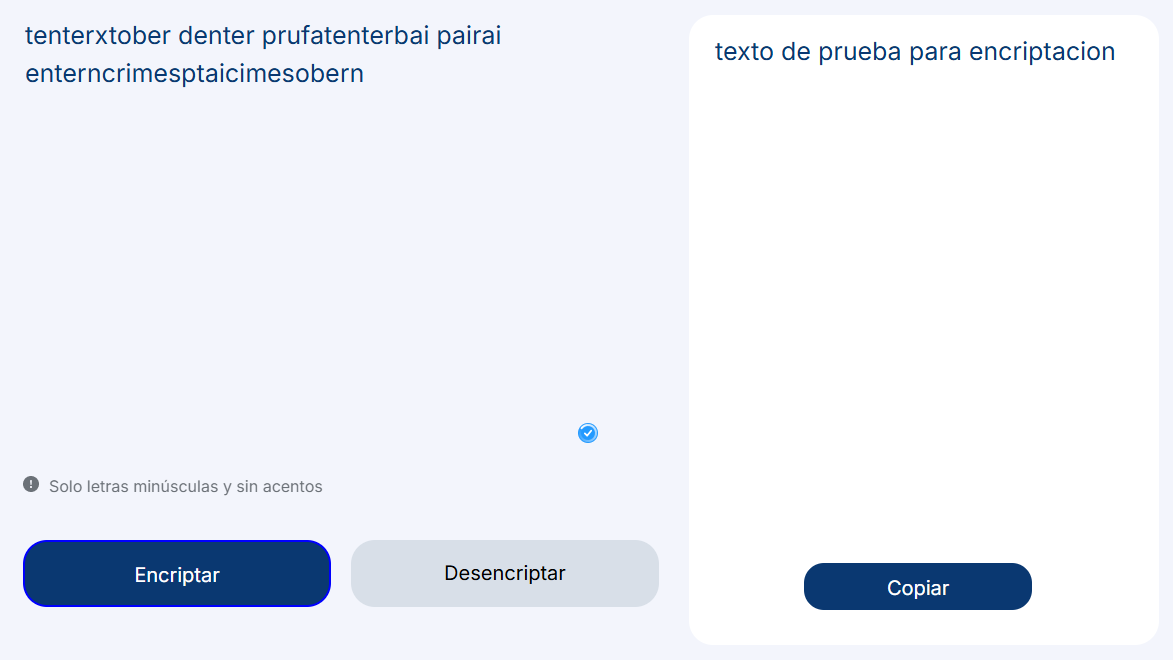 tenterxtober denter prufatenterbai pairai
enterncrimesptaicimesobern
Solo letras minúsculas y sin acentos
Encriptar
Desencriptar
texto de prueba para encriptacion
Copiar